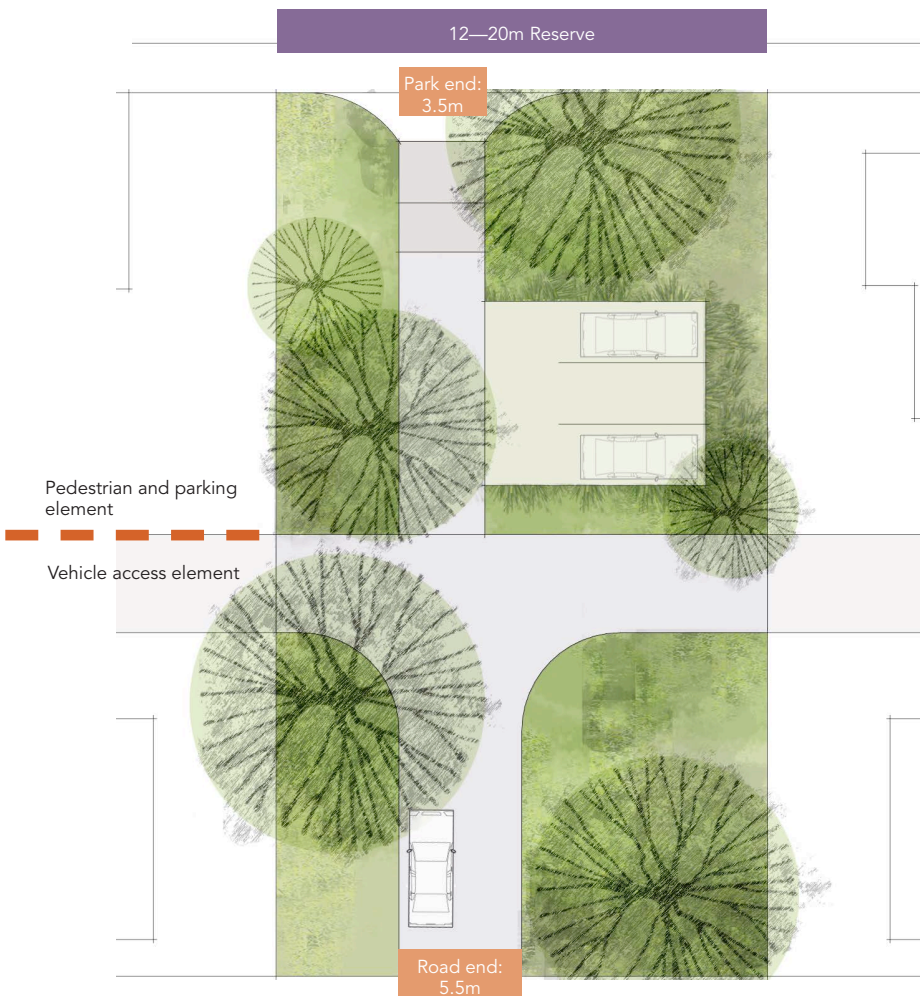 12—20m Reserve
Park end:
3.5m
Pedestrian and parking
element
Vehicle access element
Road end:
5.5m